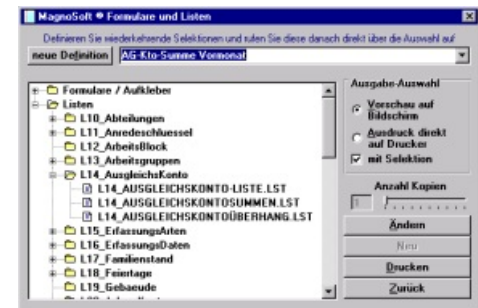 MagnoSoft ® Formulare und Listen
Definieren Sie wiederkehrende Selektionen und rufen Sie diese danach direkt über die Auswahl auf
neue Definition
AG-Kto-Summe Vormonat
Formulare / Aufkleber
Listen
L10_Abteilungen
L11_Anredeschluessel
L12_ArbeitsBlock
L13_Arbeitsgruppen
L14_AusgleichsKonto
L14_AUSGLEICHSKONTO-LISTE.LST
L14_AUSGLEICHSKONTOSUMMEN.LST
L14_AUSGLEICHSKONTOÜBERHANG.LST
L15_ErfassungsArten
L16_ErfassungsDaten
L17_Familienstand
L18_Feiertage
L19_Gebaeude
Ausgabe-Auswahl
Vorschau auf
Bildschirm
Ausdruck direkt
auf Drucker
mit Selektion
Anzahl Kopien
1
Ändern
Neu
Drucken
Zurück